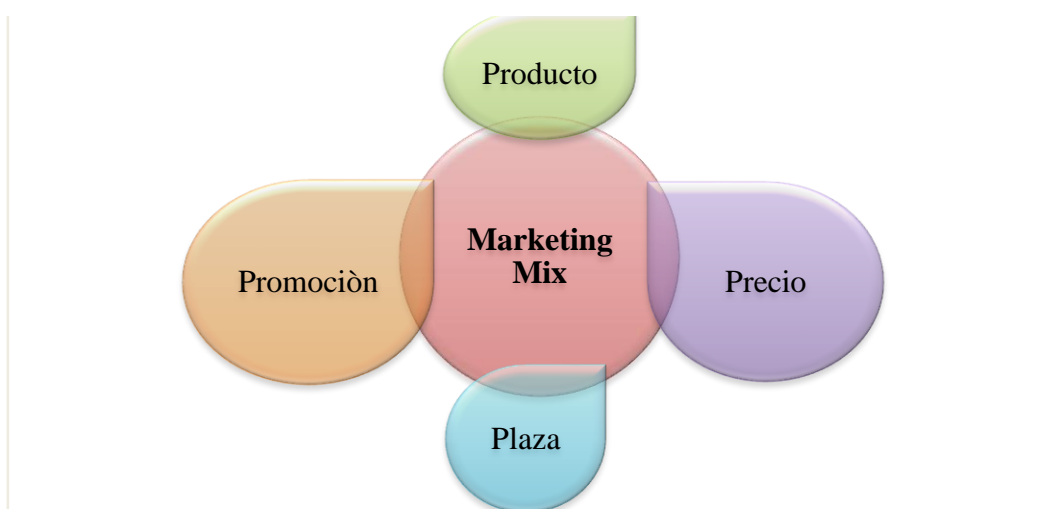 Producto
Marketing
Mix
Promociòn
Precio
Plaza